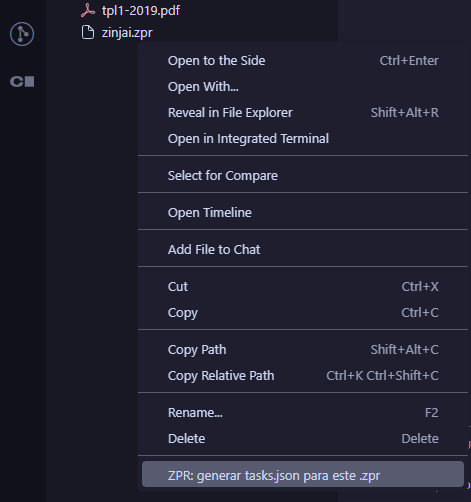 tpl1-2019.pdf
zinjai.zpr
Open to the Side Ctrl+Enter
Open With...
Reveal in File Explorer Shift+Alt+R
Open in Integrated Terminal
Select for Compare
Open Timeline
Add File to Chat
Cut Ctrl+X
Copy Ctrl+C
Copy Path Shift+Alt+C
Copy Relative Path Ctrl+K Ctrl+Shift+C
Rename... F2
Delete Delete
ZPR: generar tasks.json para este .zpr